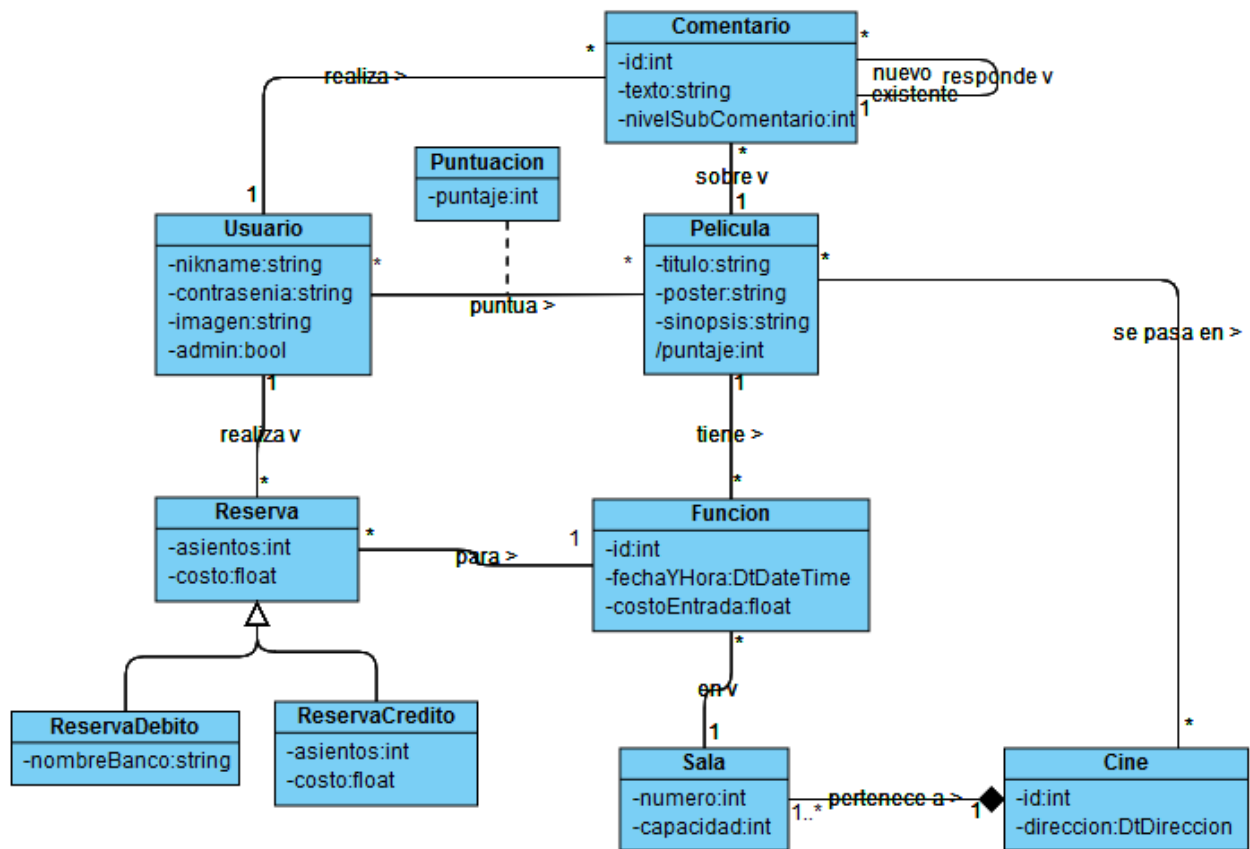 Comentario
-id:int
-texto:string
-nivelSubComentario:int
*
*
nuevo
responde v
existente
1
realiza >
1
*
sobre v
1
Puntuacion
-puntaje:int
Usuario
-nikname:string
-contrasenia:string
-imagen:string
-admin:bool
*
*
puntua >
Pelicula
-titulo:string
-poster:string
-sinopsis:string
/puntaje:int
*
se pasa en >
1
realiza v
*
1
tiene >
*
Reserva
-asientos:int
-costo:float
*
para >
1
Funcion
-id:int
-fechaYHora:DtDateTime
-costoEntrada:float
*
en v
1
*
ReservaDebito
-nombreBanco:string
ReservaCredito
-asientos:int
-costo:float
Sala
-numero:int
-capacidad:int
1..*
pertenece a >
1
Cine
-id:int
-direccion:DtDireccion